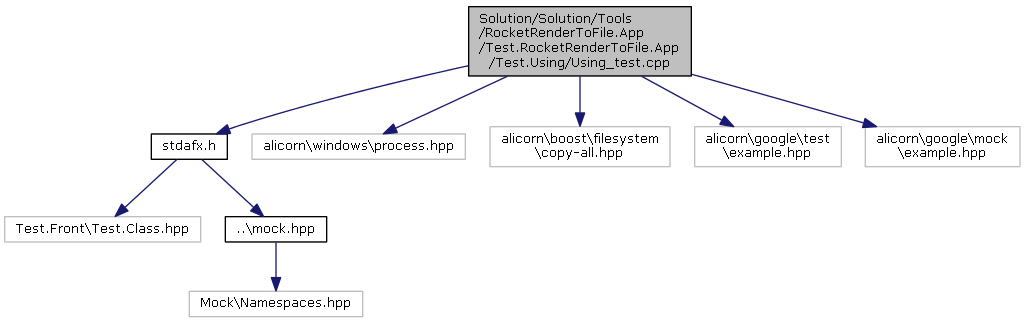 Solution/Solution/Tools
/RocketRenderToFile.App
/Test.RocketRenderToFile.App
/Test.Using/Using_test.cpp
stdafx.h
alicorn\windows\process.hpp
alicorn\boost\filesystem
\copy-all.hpp
alicorn\google\test
\example.hpp
alicorn\google\mock
\example.hpp
Test.Front\Test.Class.hpp
..\mock.hpp
Mock\Namespaces.hpp